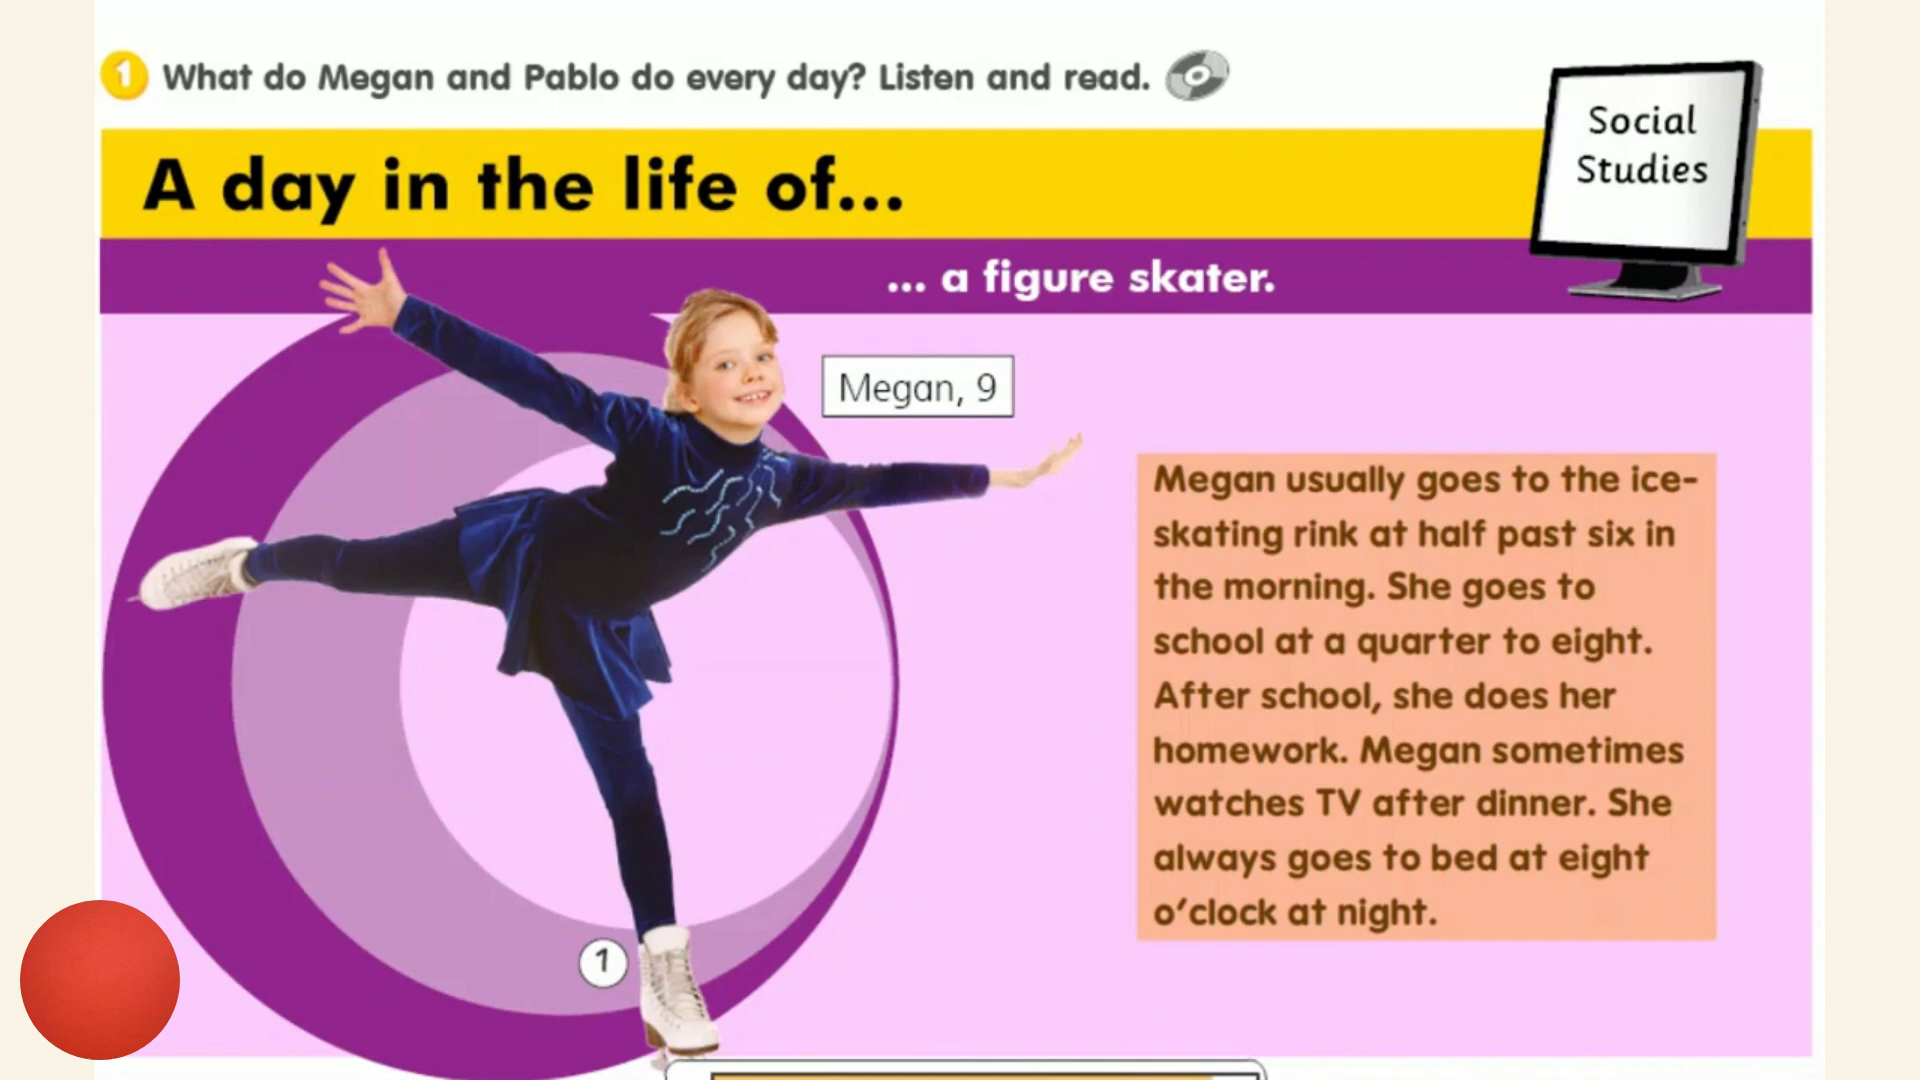 1 What do Megan and Pablo do every day? Listen and read.
Social
Studies
A day in the life of...
... a figure skater.
Megan, 9
Megan usually goes to the ice-
skating rink at half past six in
the morning. She goes to
school at a quarter to eight.
After school, she does her
homework. Megan sometimes
watches TV after dinner. She
always goes to bed at eight
o'clock at night.
1